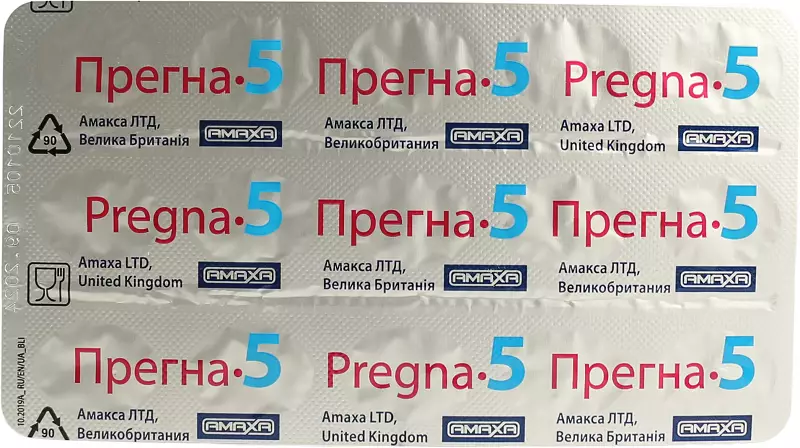 Прегна•5
Амакса ЛТД,
Велика Британія
AMAXA
Прегна•5
Амакса ЛТД,
Великобритания
AMAXA
Pregna•5
Amaxa LTD,
United Kingdom
AMAXA
90
2210105 09.2024
Pregna•5
Amaxa LTD,
United Kingdom
AMAXA
Прегна•5
Амакса ЛТД,
Велика Британія
AMAXA
Прегна•5
Амакса ЛТД,
Великобритания
AMAXA
10.2019A_RU/EN/UA_BLI
Прегна•5
Амакса ЛТД,
Великобритания
AMAXA
Pregna•5
Amaxa LTD,
United Kingdom
AMAXA
Прегна•5
Амакса ЛТД,
Велика Британія
AMAXA
90